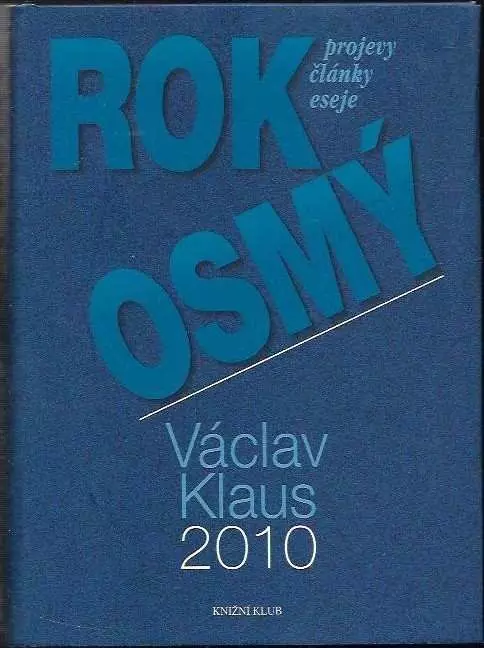 ROK
projevy
články
eseje
OSMÝ
Václav
Klaus
2010
KNIŽNÍ KLUB